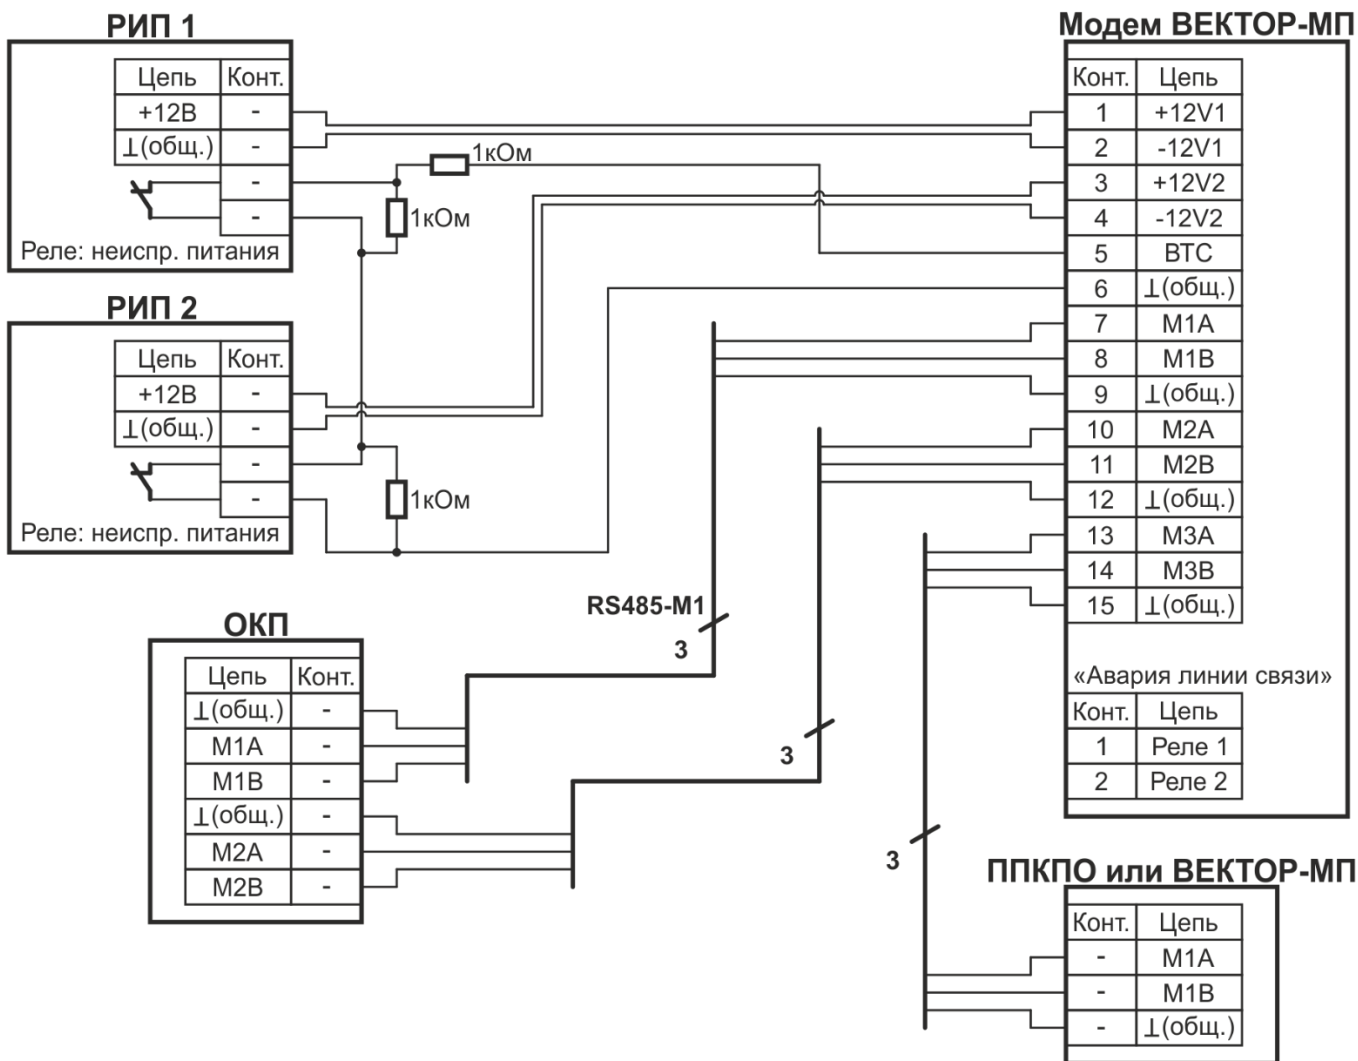 РИП 1
Цепь Конт.
+12В -
⊥(общ.) -
-
-
Реле: неиспр. питания
1кОм
1кОм
РИП 2
Цепь Конт.
+12В -
⊥(общ.) -
-
-
Реле: неиспр. питания
1кОм
Модем ВЕКТОР-МП
Конт. Цепь
1 +12V1
2 -12V1
3 +12V2
4 -12V2
5 ВТС
6 ⊥(общ.)
7 М1А
8 М1В
9 ⊥(общ.)
10 М2А
11 М2В
12 ⊥(общ.)
13 М3А
14 М3В
15 ⊥(общ.)
«Авария линии связи»
Конт. Цепь
1 Реле 1
2 Реле 2
RS485-М1
3
3
3
ОКП
Цепь Конт.
⊥(общ.) -
М1А -
М1В -
⊥(общ.) -
М2А -
М2В -
ППКПО или ВЕКТОР-МП
Конт. Цепь
- М1А
- М1В
- ⊥(общ.)